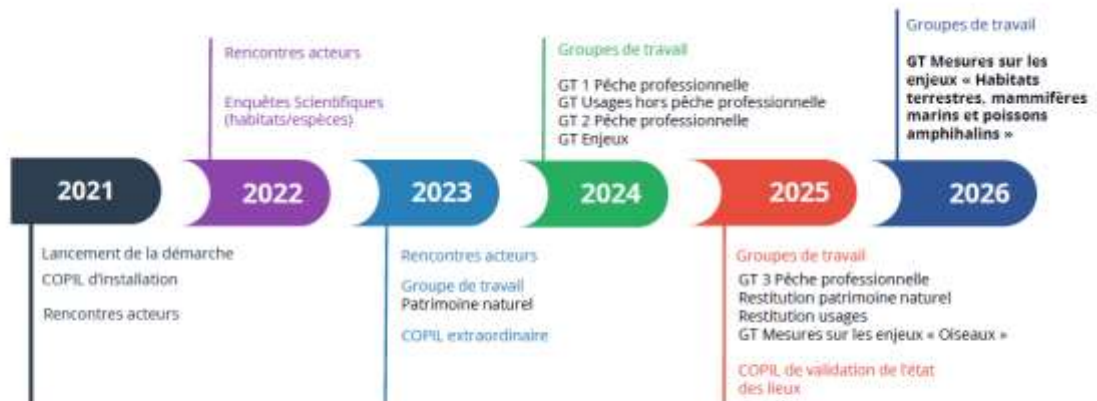 2021
Lancement de la démarche
COPIL d'installation
Rencontres acteurs
2022
Rencontres acteurs
Enquêtes Scientifiques
(habitats/espèces)
2023
Rencontres acteurs
Groupe de travail
Patrimoine naturel
COPIL extraordinaire
2024
Groupes de travail
GT 1 Pêche professionnelle
GT Usages hors pêche professionnelle
GT 2 Pêche professionnelle
GT Enjeux
2025
Groupes de travail
GT 3 Pêche professionnelle
Restitution patrimoine naturel
Restitution usages
GT Mesures sur les enjeux « Oiseaux »
COPIL de validation de l'état
des lieux
2026
Groupes de travail
GT Mesures sur les
enjeux « Habitats
terrestres, mammifères
marins et poissons
amphihalins »